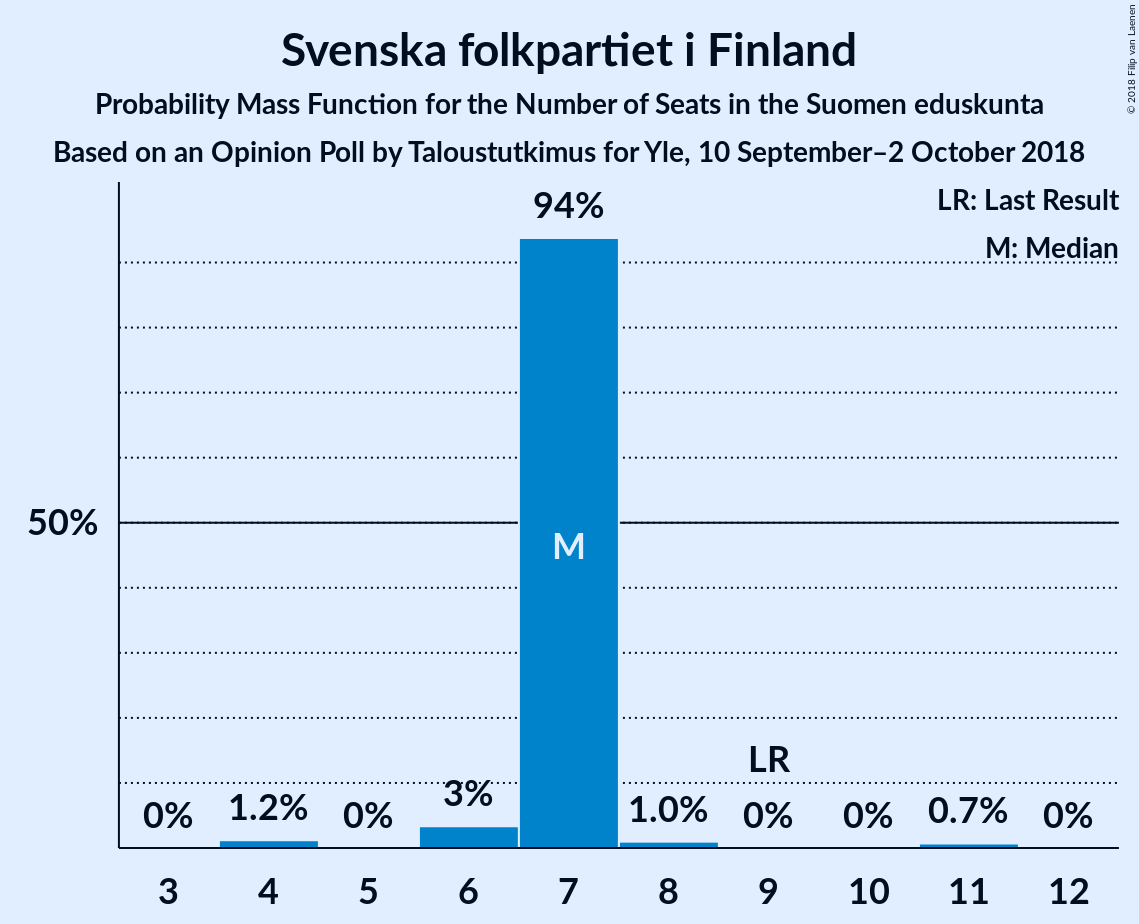 Svenska folkpartiet i Finland
Probability Mass Function for the Number of Seats in the Suomen eduskunta
Based on an Opinion Poll by Taloustutkimus for Yle, 10 September–2 October 2018
© 2018 Filip van Laenen
LR: Last Result
M: Median
94%
50%
M
LR
0% 1.2% 0% 3% 1.0% 0% 0% 0.7% 0%
3 4 5 6 7 8 9 10 11 12